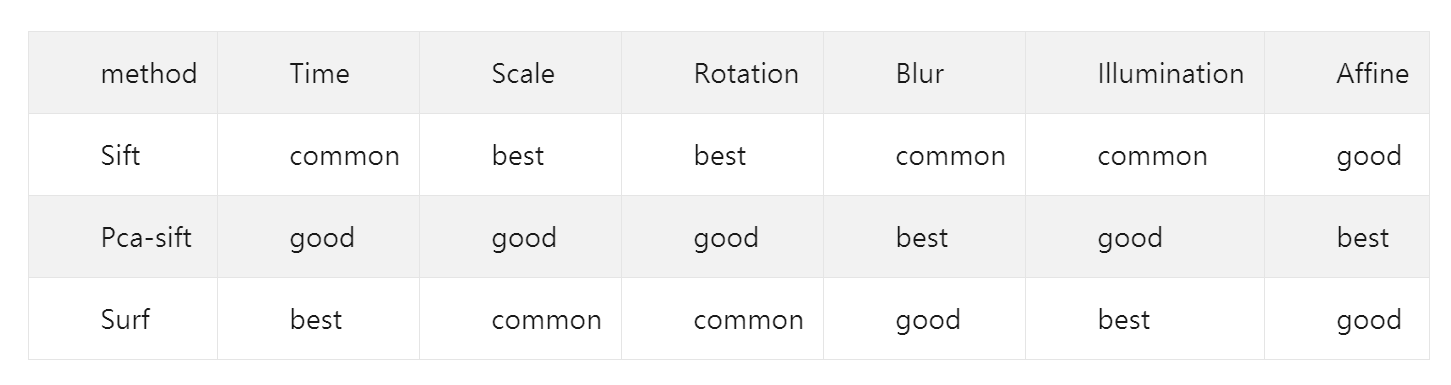 method Time Scale Rotation Blur Illumination Affine
Sift common best best common common good
Pca-sift good good good best good best
Surf best common common good best good